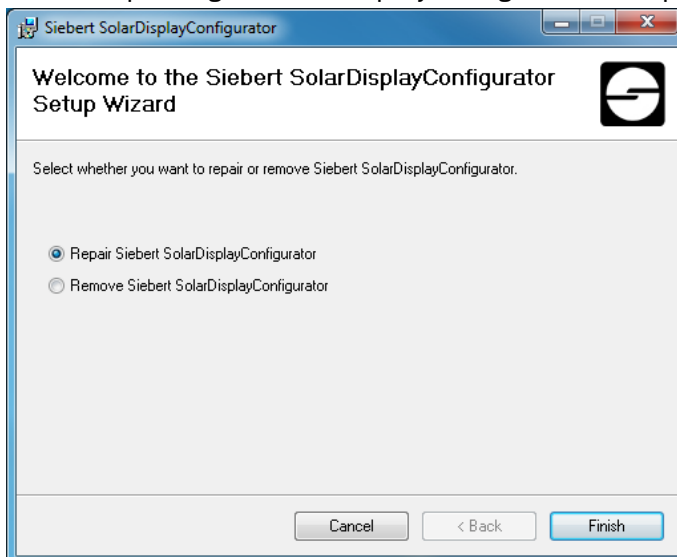 Siebert SolarDisplayConfigurator
Welcome to the Siebert SolarDisplayConfigurator
Setup Wizard
Select whether you want to repair or remove Siebert SolarDisplayConfigurator.
Repair Siebert SolarDisplayConfigurator
Remove Siebert SolarDisplayConfigurator
Cancel
< Back
Finish